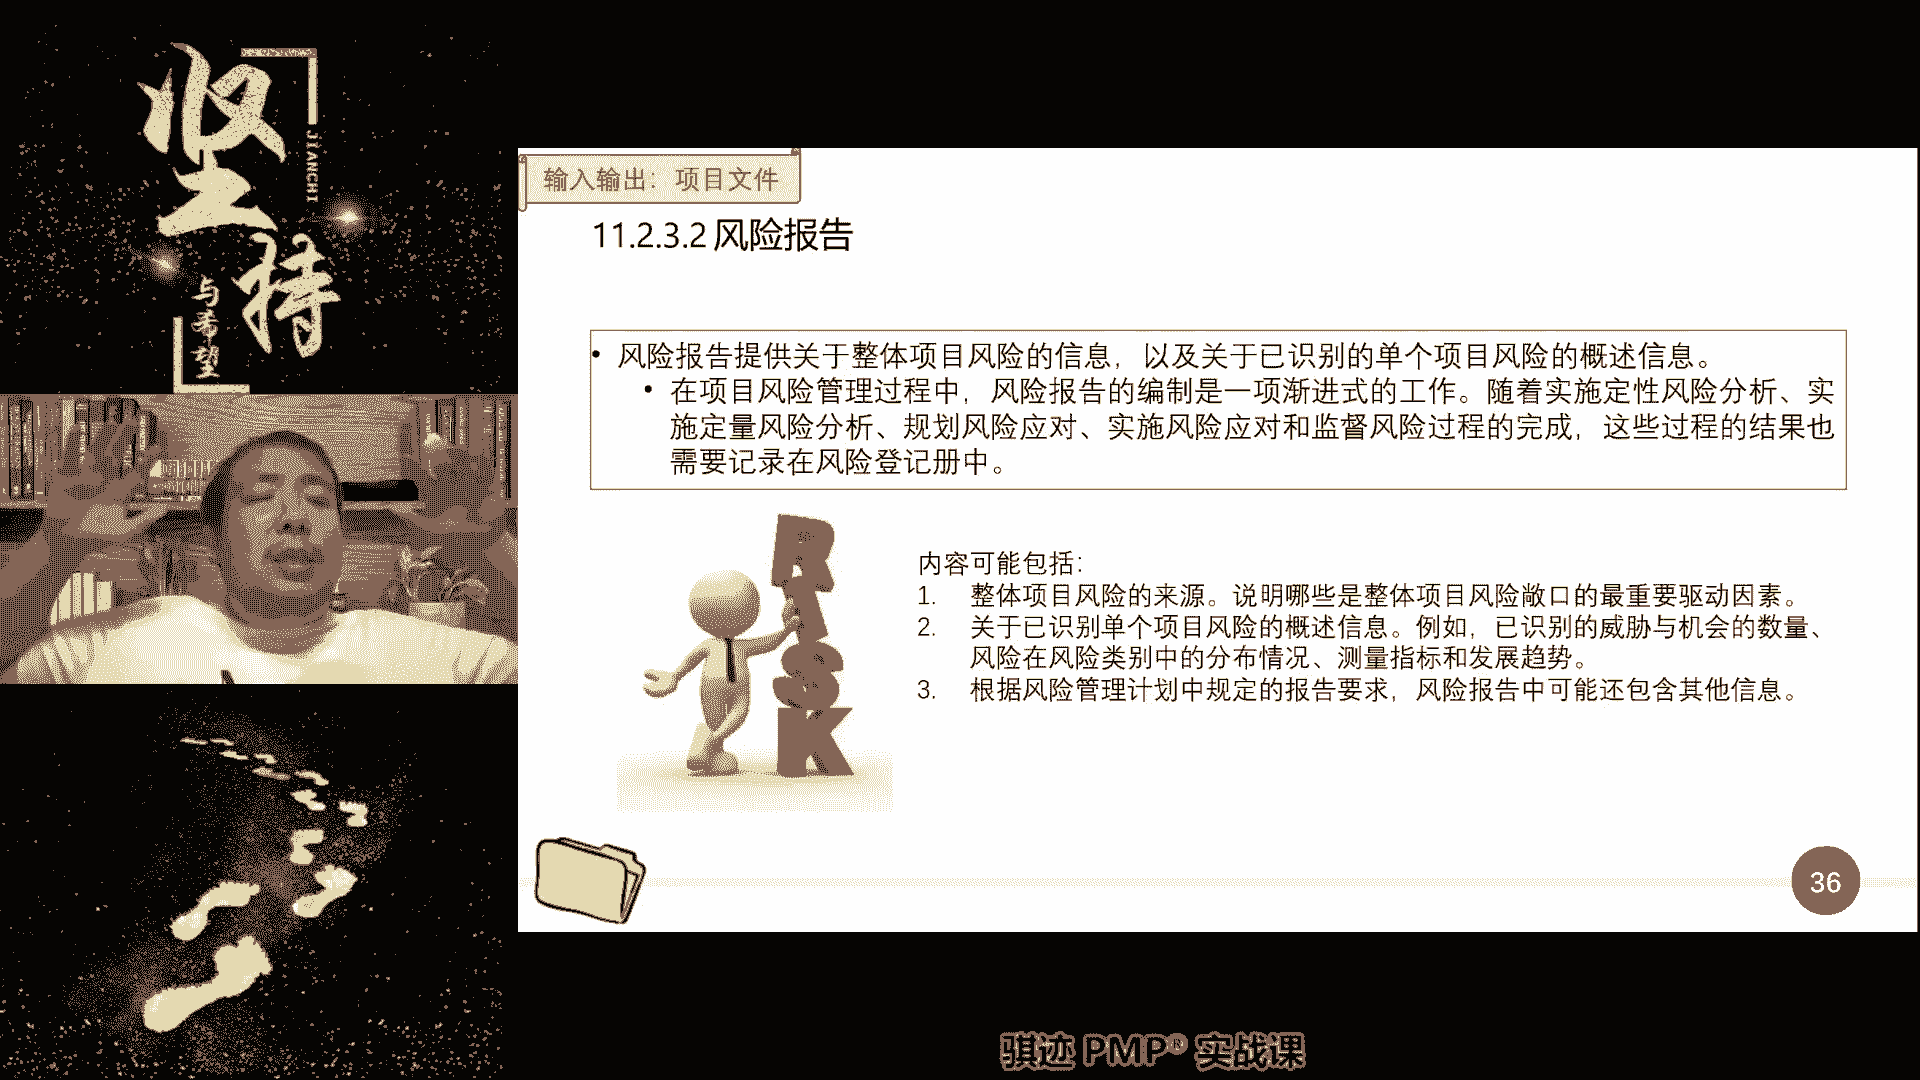 坚持
JIANCHI
与希望
输入输出：项目文件
11.2.3.2 风险报告
• 风险报告提供关于整体项目风险的信息，以及关于已识别的单个项目风险的概述信息。
• 在项目风险管理过程中，风险报告的编制是一项渐进式的工作。随着实施定性风险分析、实
施定量风险分析、规划风险应对、实施风险应对和监督风险过程的完成，这些过程的结果也
需要记录在风险登记册中。
RISK
内容可能包括：
1. 整体项目风险的来源。说明哪些是整体项目风险敞口的最重要驱动因素。
2. 关于已识别单个项目风险的概述信息。例如，已识别的威胁与机会的数量、
风险在风险类别中的分布情况、测量指标和发展趋势。
3. 根据风险管理计划中规定的报告要求，风险报告中可能还包含其他信息。
36
骐迹 PMP® 实战课